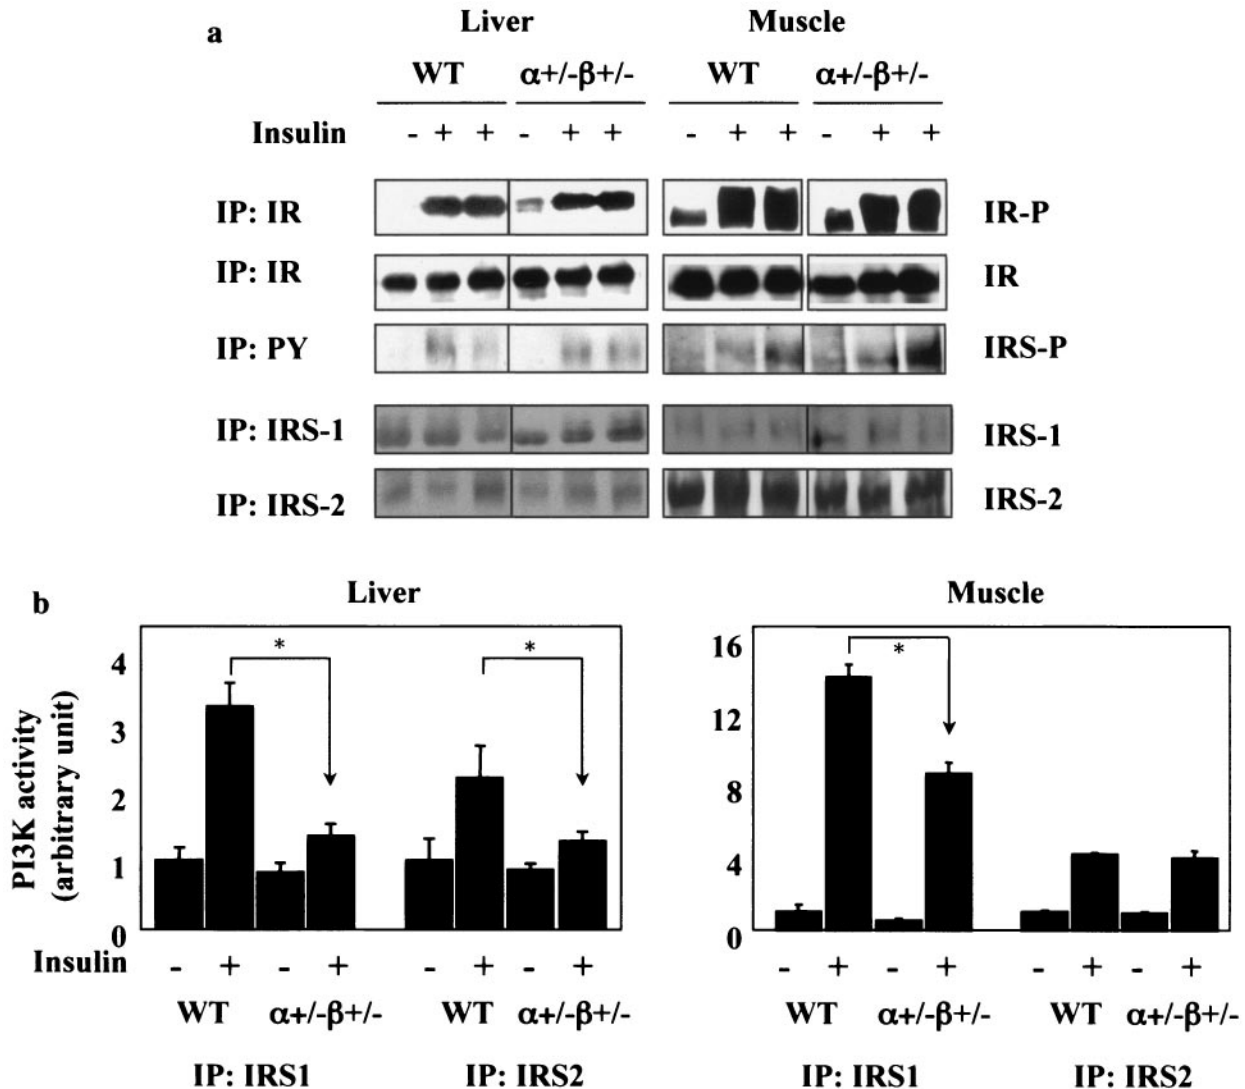 a
Liver Muscle
WT α+/-β+/- WT α+/-β+/-
Insulin - + + - + + - + + - + +
IP: IR IR-P
IP: IR IR
IP: PY IRS-P
IP: IRS-1 IRS-1
IP: IRS-2 IRS-2
b
Liver Muscle
PI3K activity
(arbitrary unit)
4
3
2
1
0
* *
16
12
8
4
0
*
Insulin - + - + - + - + - + - + - + - +
WT α+/-β+/- WT α+/-β+/- WT α+/-β+/- WT α+/-β+/-
IP: IRS1 IP: IRS2 IP: IRS1 IP: IRS2